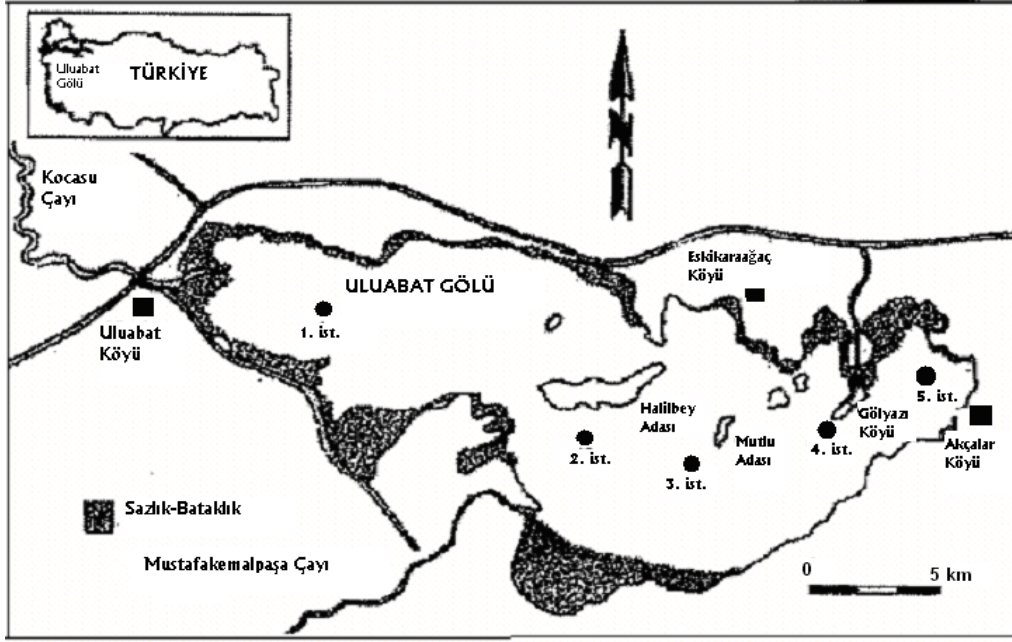 Uluabat
Gölü
TÜRKİYE
Kocasu
Çayı
N
Uluabat
Köyü
ULUABAT GÖLÜ
1. ist.
Eskikaraağaç
Köyü
Halilbey
Adası
2. ist.
3. ist.
Mutlu
Adası
4. ist.
Gölyazı
Köyü
5. ist.
Akçalar
Köyü
Sazlık-Bataklık
Mustafakemalpaşa Çayı
0 5 km